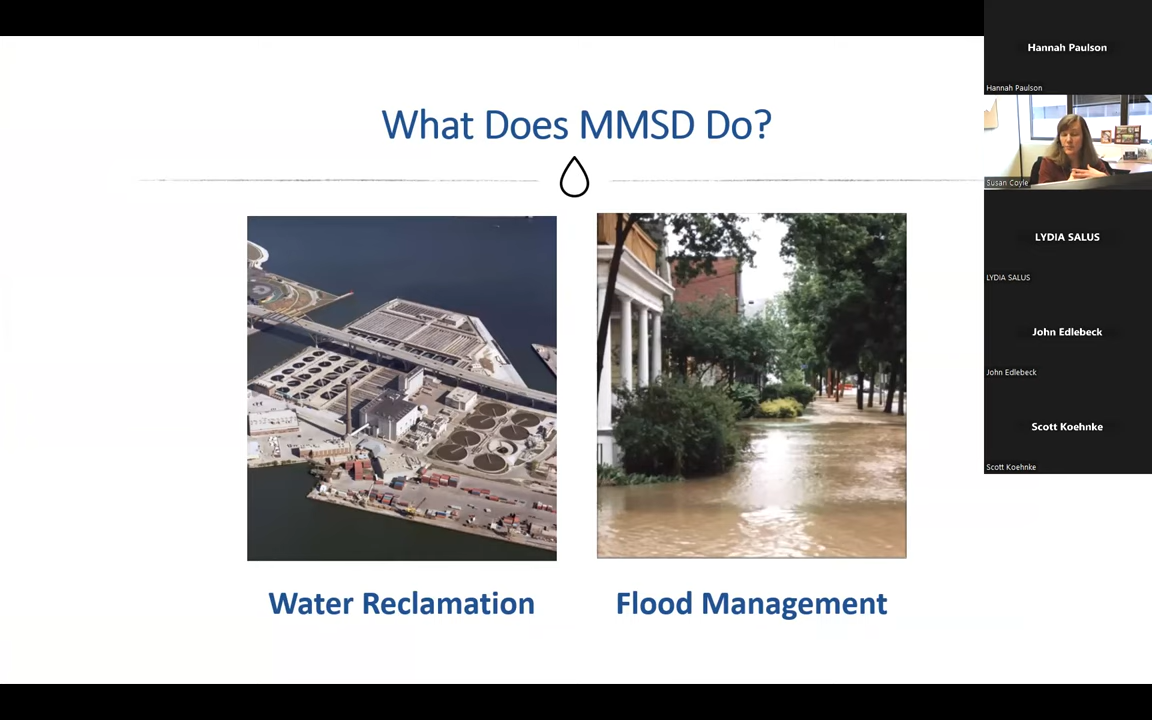 What Does MMSD Do?
Water Reclamation
Flood Management
Hannah Paulson
Hannah Paulson
Susan Coyle
LYDIA SALUS
LYDIA SALUS
John Edlebeck
John Edlebeck
Scott Koehnke
Scott Koehnke